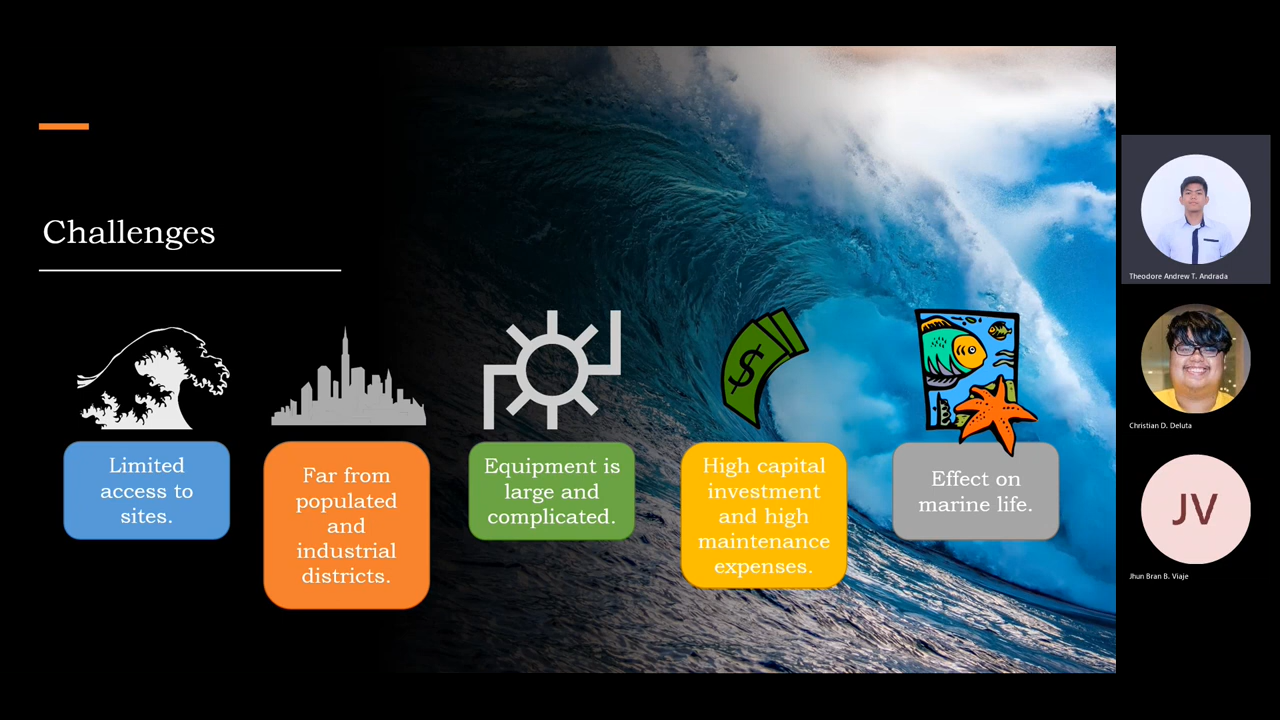 Challenges
Limited
access to
sites.
Far from
populated
and
industrial
districts.
Equipment is
large and
complicated.
High capital
investment
and high
maintenance
expenses.
$
Effect on
marine life.
Theodore Andrew T. Andrada
Christian D. Deluta
JV
Jhun Bran B. Viaje